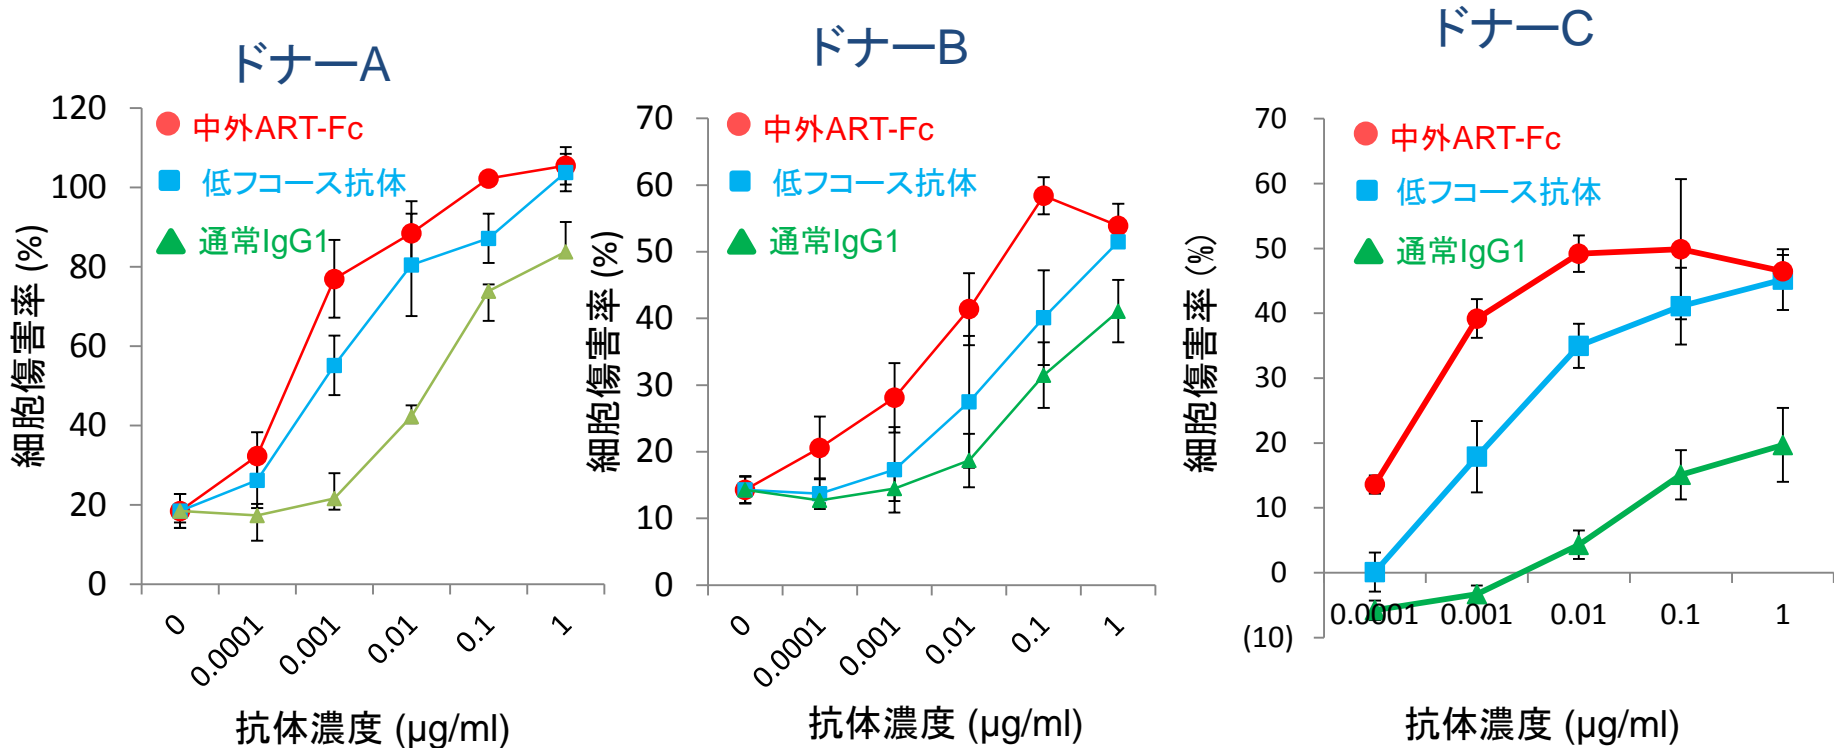 ドナーA
120
100
80
60
40
20
0
細胞傷害率 (%)
中外ART-Fc
低フコース抗体
通常IgG1
0
0.0001
0.001
0.01
0.1
1
抗体濃度 (µg/ml)
ドナーB
70
60
50
40
30
20
10
0
細胞傷害率 (%)
中外ART-Fc
低フコース抗体
通常IgG1
0
0.0001
0.001
0.01
0.1
1
抗体濃度 (µg/ml)
ドナーC
70
60
50
40
30
20
10
0
(10)
細胞傷害率 (%)
中外ART-Fc
低フコース抗体
通常IgG1
0.0001
0.001
0.01
0.1
1
抗体濃度 (µg/ml)